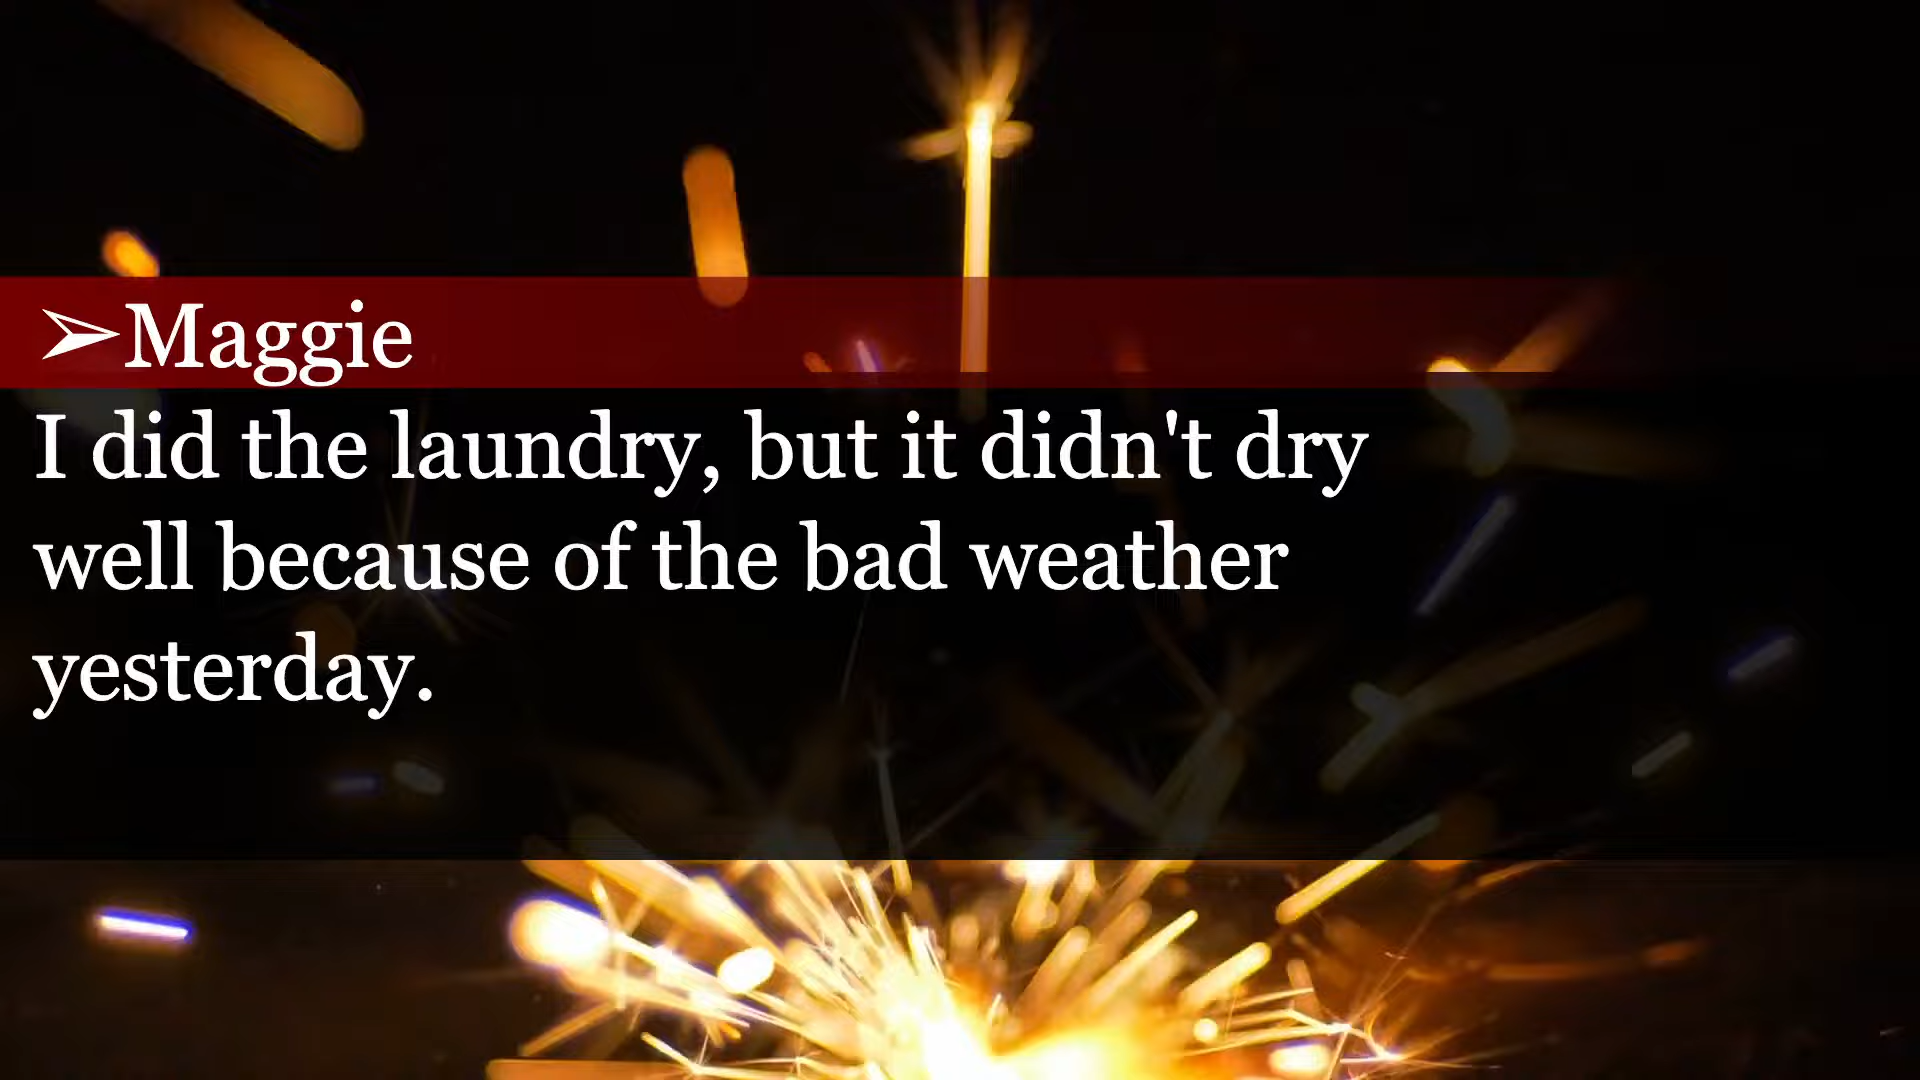 ➢Maggie
I did the laundry, but it didn't dry
well because of the bad weather
yesterday.